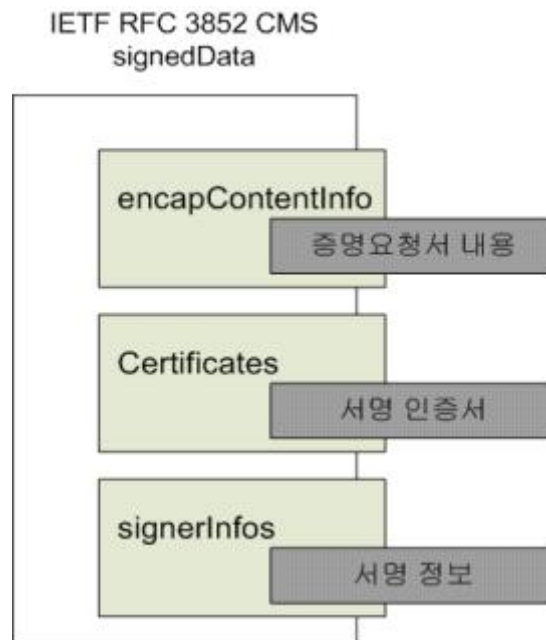 IETF RFC 3852 CMS
signedData
encapContentInfo
증명요청서 내용
Certificates
서명 인증서
signerInfos
서명 정보